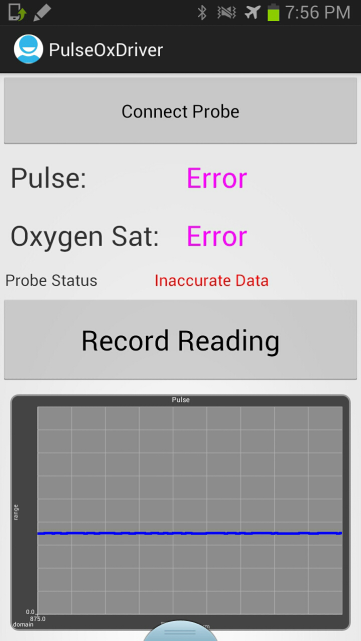 7:56 PM
PulseOxDriver
Connect Probe
Pulse: Error
Oxygen Sat: Error
Probe Status Inaccurate Data
Record Reading
Pulse
range
0.0
875.0
domain